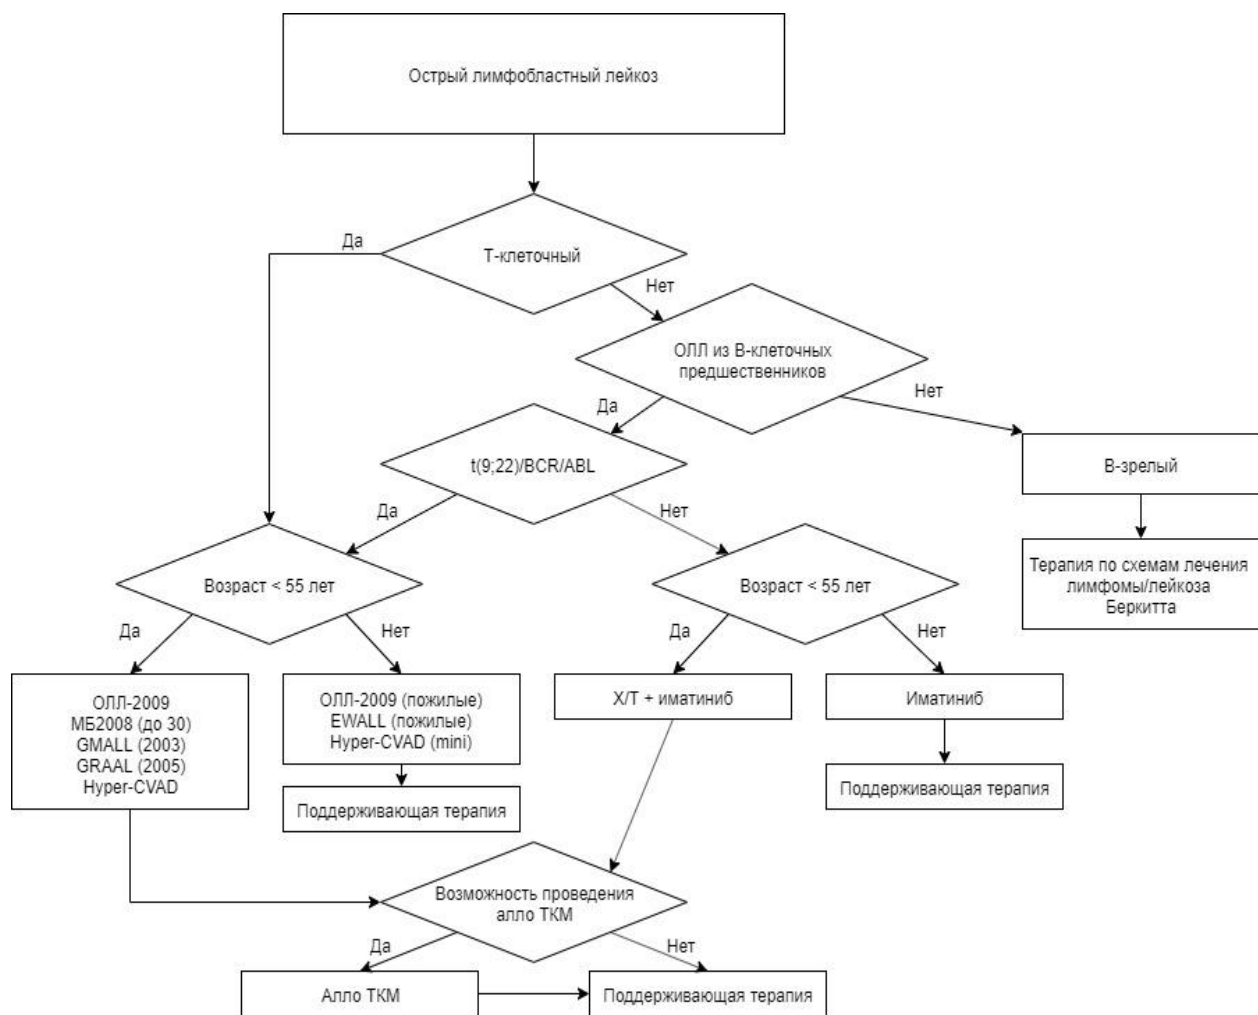 Острый лимфобластный лейкоз
Да
Т-клеточный
Нет
ОЛЛ из В-клеточных
предшественников
Да
Нет
t(9;22)/BCR/ABL
В-зрелый
Да
Нет
Терапия по схемам лечения
лимфомы/лейкоза
Беркитта
Возраст < 55 лет
Возраст < 55 лет
Да
Нет
Да
Нет
ОЛЛ-2009
МБ2008 (до 30)
GMALL (2003)
GRAAL (2005)
Hyper-CVAD
ОЛЛ-2009 (пожилые)
EWALL (пожилые)
Hyper-CVAD (mini)
Х/Т + иматиниб
Иматиниб
Поддерживающая терапия
Поддерживающая терапия
Возможность проведения
алло ТКМ
Да
Нет
Алло ТКМ
Поддерживающая терапия